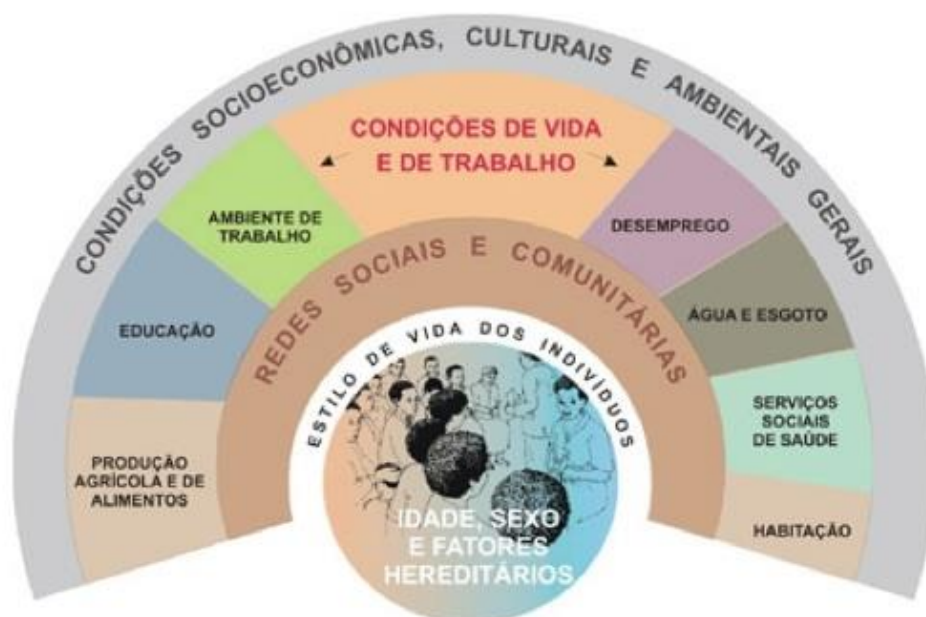 CONDIÇÕES SOCIOECONÔMICAS, CULTURAIS E AMBIENTAIS GERAIS
CONDIÇÕES DE VIDA
E DE TRABALHO
AMBIENTE DE
TRABALHO
DESEMPREGO
REDES SOCIAIS E COMUNITÁRIAS
EDUCAÇÃO
ÁGUA E ESGOTO
ESTILO DE VIDA DOS INDIVÍDUOS
SERVIÇOS
SOCIAIS
DE SAÚDE
PRODUÇÃO
AGRÍCOLA E DE
ALIMENTOS
HABITAÇÃO
IDADE, SEXO
E FATORES
HEREDITÁRIOS